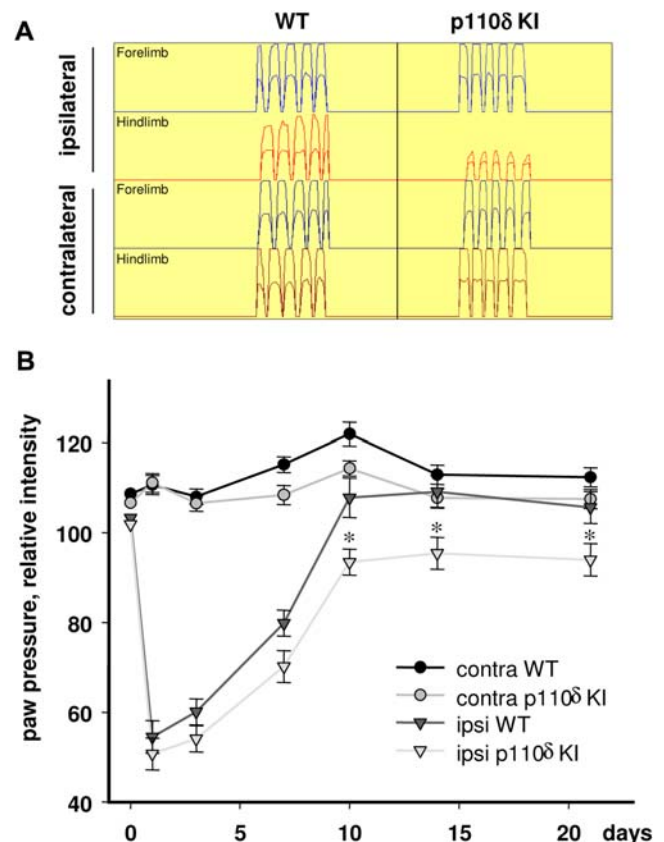 A
WT p110δ KI
ipsilateral
contralateral
Forelimb
Hindlimb
Forelimb
Hindlimb
B
paw pressure, relative intensity
120
100
80
60
40
* * *
contra WT
contra p110δ KI
ipsi WT
ipsi p110δ KI
0 5 10 15 20 days